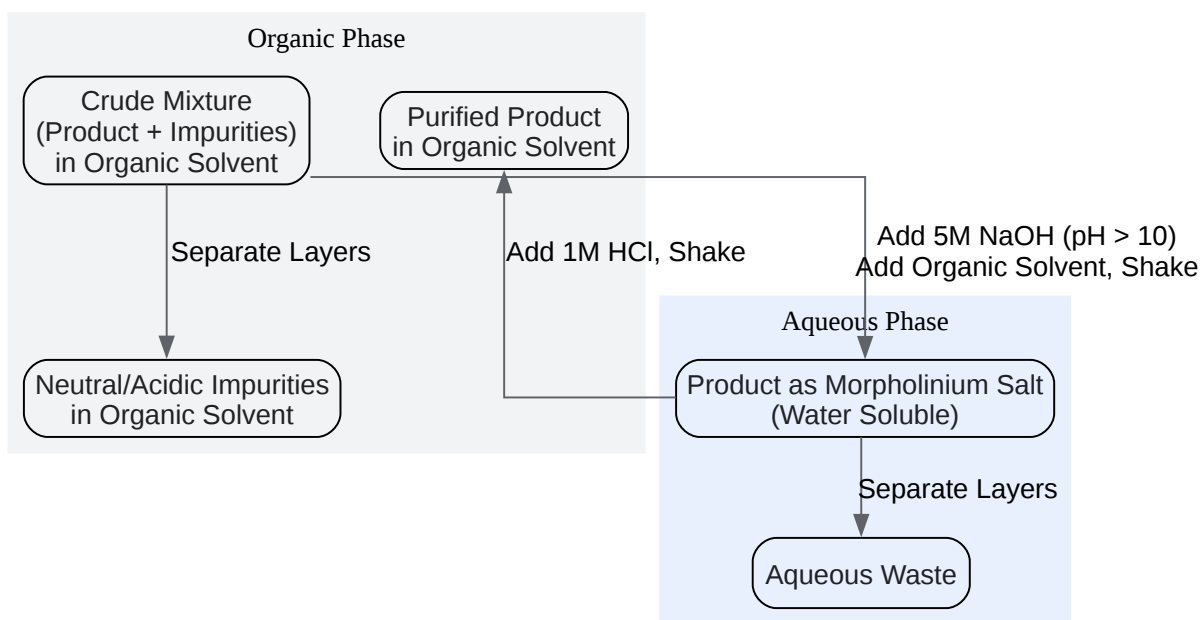 Organic Phase
Crude Mixture
(Product + Impurities)
in Organic Solvent
Purified Product
in Organic Solvent
Separate Layers
Add 1M HCl, Shake
Add 5M NaOH (pH > 10)
Add Organic Solvent, Shake
Aqueous Phase
Neutral/Acidic Impurities
in Organic Solvent
Product as Morpholinium Salt
(Water Soluble)
Separate Layers
Aqueous Waste